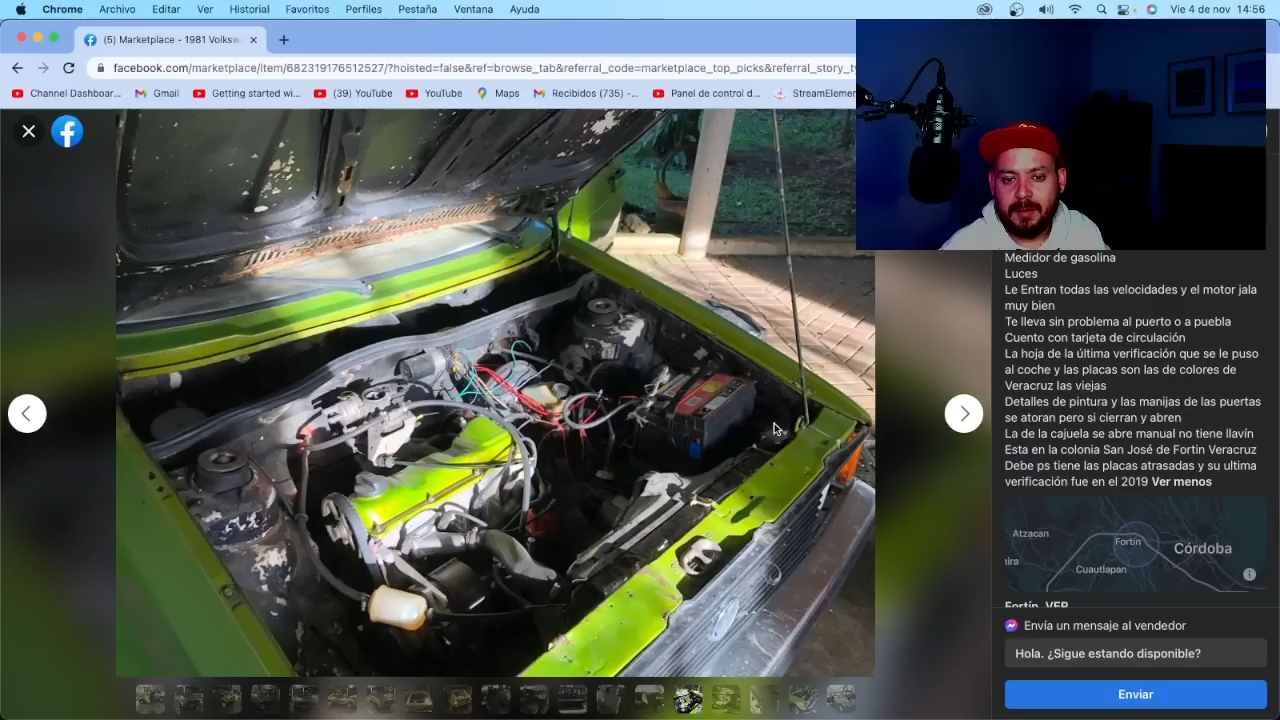 Chrome Archivo Editar Ver Historial Favoritos Perfiles Pestaña Ventana Ayuda Vie 4 de nov 14:56
(5) Marketplace - 1981 Volksw
facebook.com/marketplace/item/682319176512527/?hoisted=false&ref=browse_tab&referral_code=marketplace_top_picks&referral_story_ty
Channel Dashboar... Gmail Getting started wi... (39) YouTube YouTube Maps Recibidos (735) -... Panel de control d... StreamElemen
Medidor de gasolina
Luces
Le Entran todas las velocidades y el motor jala
muy bien
Te lleva sin problema al puerto o a puebla
Cuento con tarjeta de circulación
La hoja de la última verificación que se le puso
al coche y las placas son las de colores de
Veracruz las viejas
Detalles de pintura y las manijas de las puertas
se atoran pero si cierran y abren
La de la cajuela se abre manual no tiene llavín
Esta en la colonia San José de Fortín Veracruz
Debe ps tiene las placas atrasadas y su ultima
verificación fue en el 2019 Ver menos
Atzacan
Fortín
Córdoba
Cuautlapan
Fortín, VER
Envía un mensaje al vendedor
Hola. ¿Sigue estando disponible?
Enviar